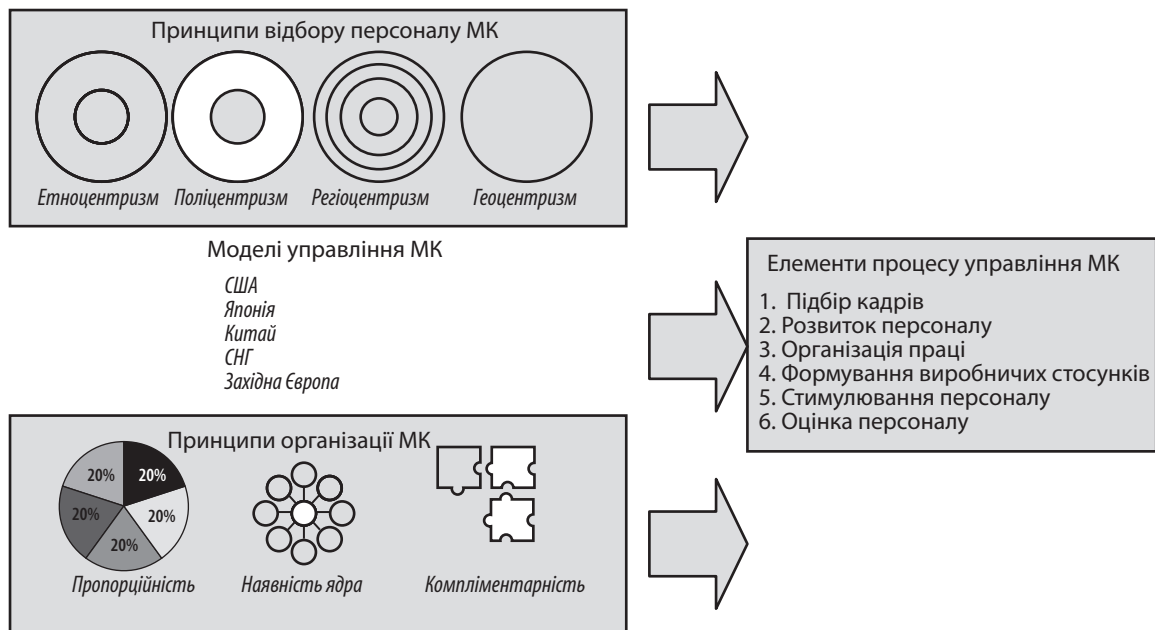 Принципи відбору персоналу МК
Етноцентризм Поліцентризм Регіоцентризм Геоцентризм
Моделі управління МК
США
Японія
Китай
СНГ
Західна Європа
Елементи процесу управління МК
1. Підбір кадрів
2. Розвиток персоналу
3. Організація праці
4. Формування виробничих стосунків
5. Стимулювання персоналу
6. Оцінка персоналу
Принципи організації МК
20% 20%
20% 20%
20%
Пропорційність Наявність ядра Компліментарність